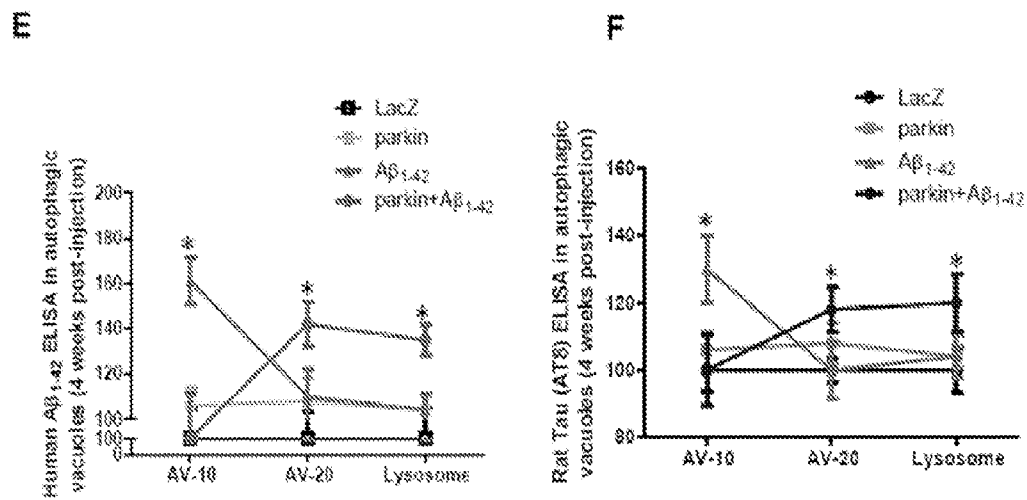 E
LacZ
parkin
Aβ1-42
parkin+Aβ1-42
Human Aβ1-42 ELISA in autophagic
vacuoles (4 weeks post-injection)
200
180
160
140
120
100
100
0
*
*
*
AV-10
AV-20
Lysosome
F
LacZ
parkin
Aβ1-42
parkin+Aβ1-42
Rat Tau (AT8) ELISA in autophagic
vacuoles (4 weeks post-injection)
160
140
120
100
80
*
*
*
AV-10
AV-20
Lysosome